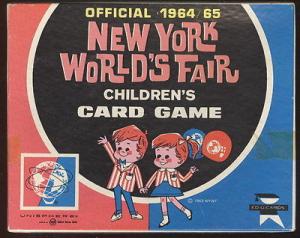 OFFICIAL 1964/65
NEW YORK
WORLD'S FAIR
CHILDREN'S
CARD GAME
UNISPHERE
ED-U-CARDS